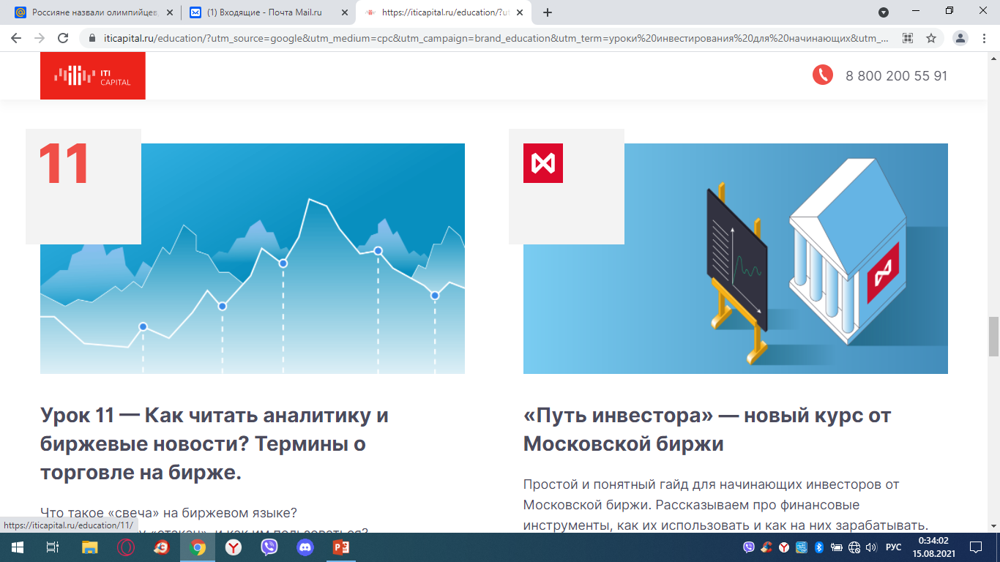 Россияне назвали олимпийцев,
(1) Входящие - Почта Mail.ru
https://iticapital.ru/education/?ut
iticapital.ru/education/?utm_source=google&utm_medium=cpc&utm_campaign=brand_education&utm_term=уроки%20инвестирования%20для%20начинающих&utm_...
ITI
CAPITAL
8 800 200 55 91
11
Урок 11 — Как читать аналитику и
биржевые новости? Термины о
торговле на бирже.
Что такое «свеча» на биржевом языке?
«стакан» и как им пользоваться?
«Путь инвестора» — новый курс от
Московской биржи
Простой и понятный гайд для начинающих инвесторов от
Московской биржи. Рассказываем про финансовые
инструменты, как их использовать и как на них зарабатывать.
https://iticapital.ru/education/11/
РУС
0:34:02
15.08.2021